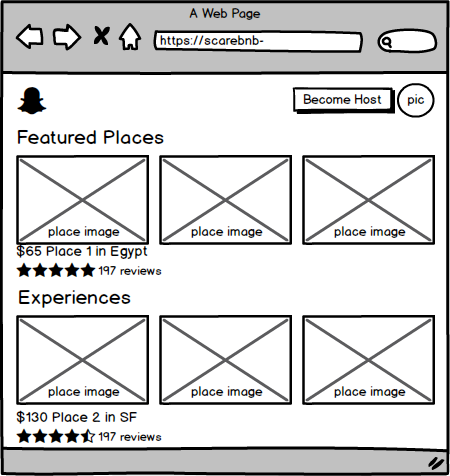 A Web Page
https://scarebnb-
Become Host
pic
Featured Places
place image place image place image
$65 Place 1 in Egypt
197 reviews
Experiences
place image place image place image
$130 Place 2 in SF
197 reviews